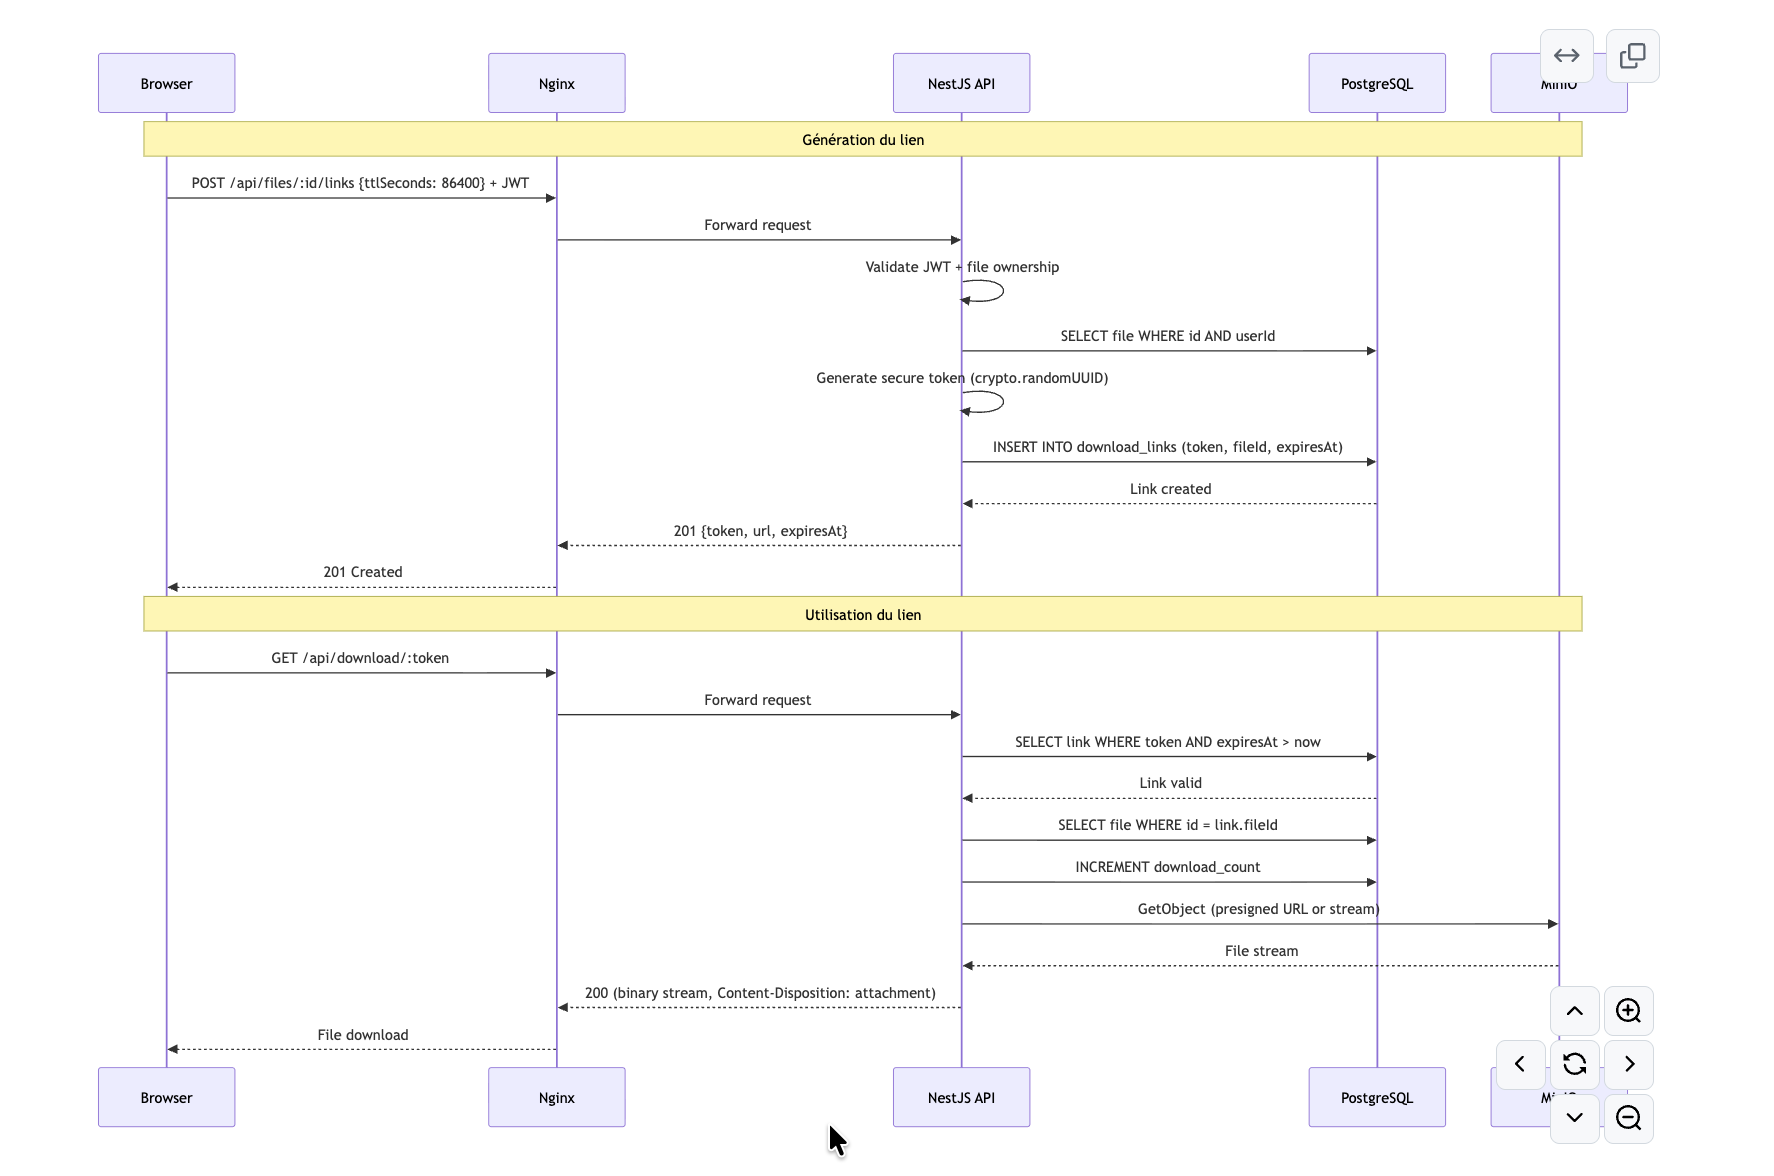 Browser
Nginx
NestJS API
PostgreSQL
MinIO
Génération du lien
POST /api/files/:id/links {ttlSeconds: 86400} + JWT
Forward request
Validate JWT + file ownership
SELECT file WHERE id AND userId
Generate secure token (crypto.randomUUID)
INSERT INTO download_links (token, fileId, expiresAt)
Link created
201 {token, url, expiresAt}
201 Created
Utilisation du lien
GET /api/download/:token
Forward request
SELECT link WHERE token AND expiresAt > now
Link valid
SELECT file WHERE id = link.fileId
INCREMENT download_count
GetObject (presigned URL or stream)
File stream
200 (binary stream, Content-Disposition: attachment)
File download
Browser
Nginx
NestJS API
PostgreSQL